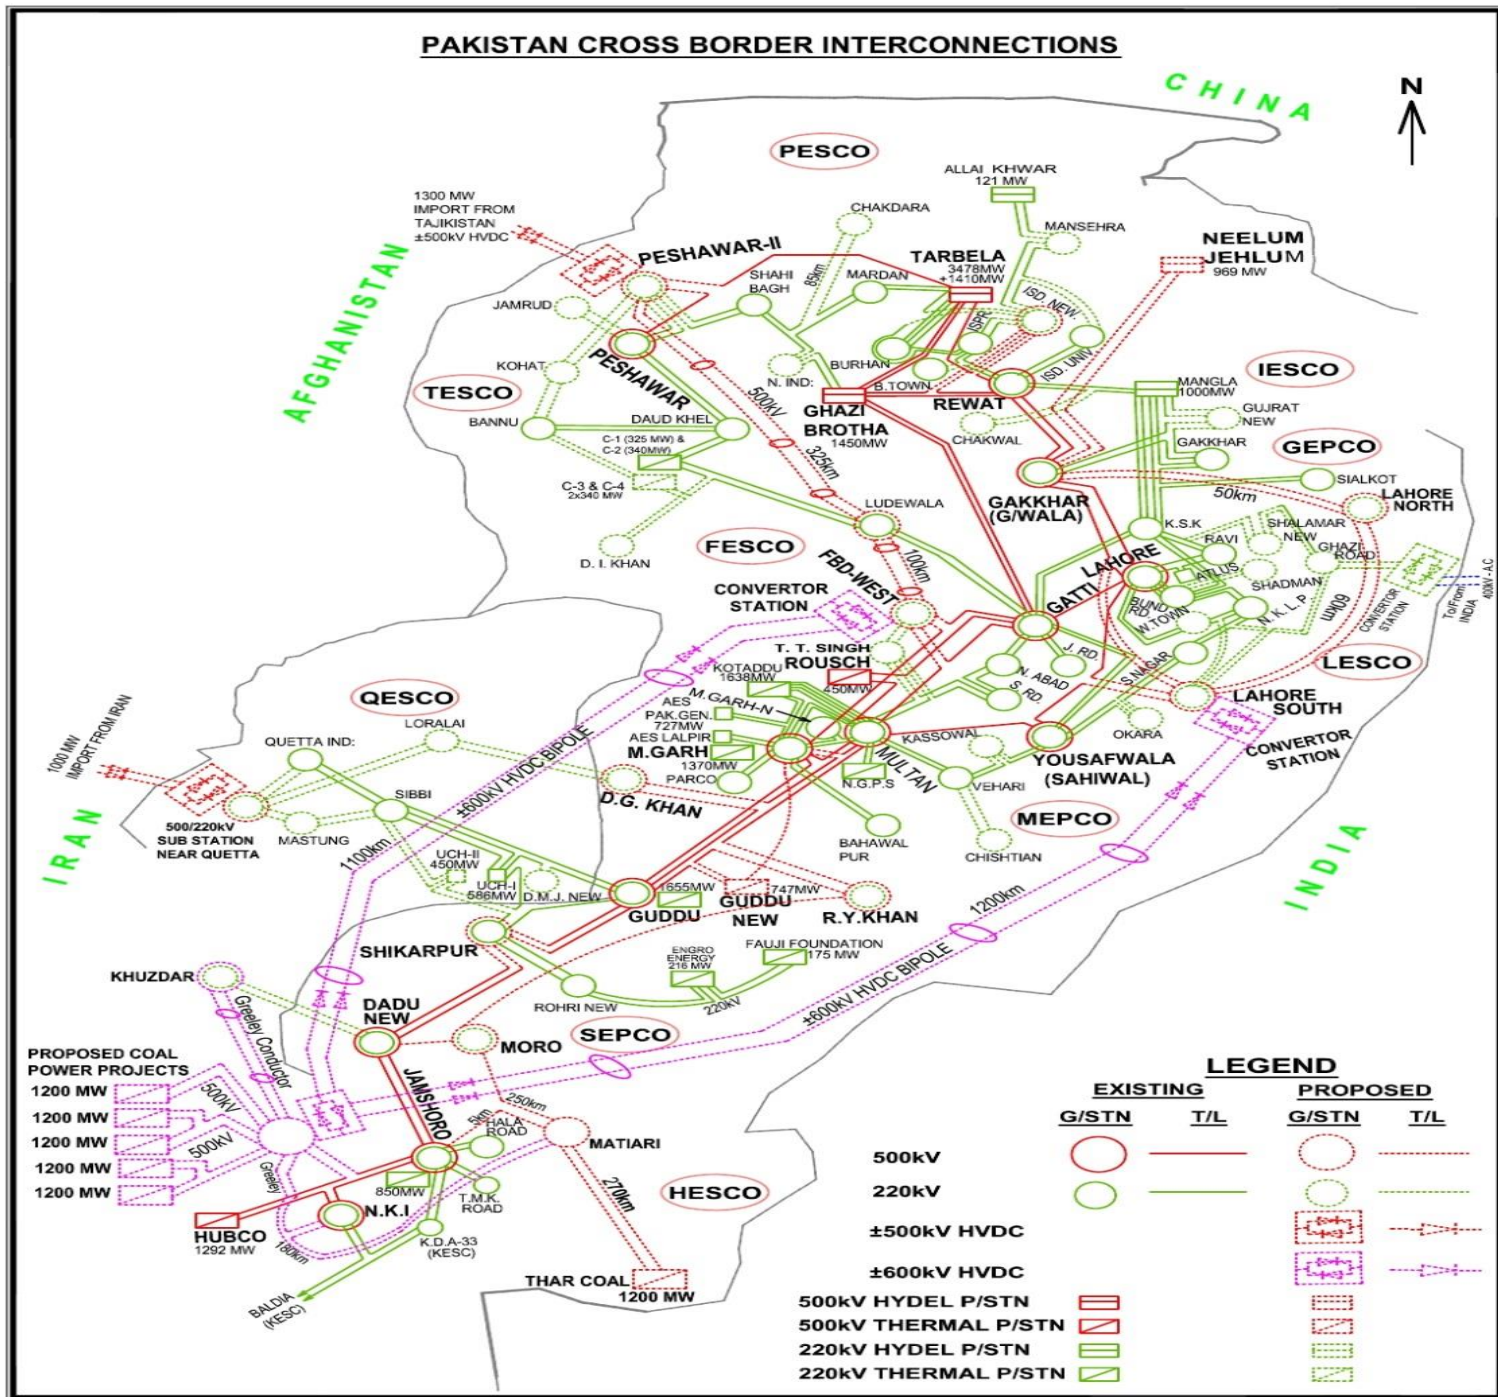 PAKISTAN CROSS BORDER INTERCONNECTIONS
CHINA
N
PESCO
ALLAI KHWAR
121 MW
1300 MW
IMPORT FROM
TAJIKISTAN
±500kV HVDC
CHAKDARA
MANSEHRA
PESHAWAR-II
TARBELA
3478MW
+1410MW
NEELUM
JEHLUM
969 MW
AFGHANISTAN
SHAHI
BAGH
MARDAN
85km
ISD. NEW
JAMRUD
ISPR
ISD. UNIV
KOHAT
PESHAWAR
N. IND:
BURHAN
B.TOWN
TESCO
500kV
GHAZI
BROTHA
1450MW
REWAT
MANGLA
1000MW
IESCO
BANNU
DAUD KHEL
C-1 (325 MW) &
C-2 (340MW)
CHAKWAL
GUJRAT
NEW
GAKKHAR
GEPCO
C-3 & C-4
2x340 MW
325km
LUDEWALA
GAKKHAR
(G/WALA)
SIALKOT
50km
LAHORE
NORTH
D. I. KHAN
FESCO
100km
FBD-WEST
K.S.K
RAVI
SHALAMAR
NEW
GHAZI
ROAD
LAHORE
ATLUS
SHADMAN
GATTI
BUND
RD
W.TOWN
N.K.L.P
60km
CONVERTOR
STATION
To/From
INDIA
400kV - A.C
CONVERTOR
STATION
T. T. SINGH
ROUSCH
450MW
J. RD.
N. ABAD
S. RD.
S.NAGAR
LESCO
KOTADDU
1638MW
M.GARH-N
AES
PAK.GEN.
727MW
AES LALPIR
M.GARH
1370MW
PARCO
MULTAN
KASSOWAL
N.G.P.S
VEHARI
YOUSAFWALA
(SAHIWAL)
OKARA
LAHORE
SOUTH
CONVERTOR
STATION
QESCO
LORALAI
QUETTA IND:
1000 MW
IMPORT FROM IRAN
IRAN
SIBBI
MASTUNG
500/220kV
SUB STATION
NEAR QUETTA
±600kV HVDC BIPOLE
1100km
D.G. KHAN
MEPCO
BAHAWAL
PUR
CHISHTIAN
INDIA
UCH-II
450MW
UCH-I
586MW
D.M.J. NEW
GUDDU
1655MW
GUDDU
NEW
747MW
R.Y.KHAN
1200km
SHIKARPUR
ENGRO
ENERGY
216 MW
FAUJI FOUNDATION
175 MW
ROHRI NEW
220kV
±600kV HVDC BIPOLE
KHUZDAR
Greeley Conductor
DADU
NEW
MORO
SEPCO
PROPOSED COAL
POWER PROJECTS
1200 MW
1200 MW
1200 MW
1200 MW
1200 MW
500kV
500kV
Greeley
JAMSHORO
250km
5km
HALA
ROAD
MATIARI
850MW
T.M.K.
ROAD
270km
HESCO
HUBCO
1292 MW
N.K.I
180km
K.D.A-33
(KESC)
BALDIA
(KESC)
THAR COAL
1200 MW
LEGEND
EXISTING PROPOSED
G/STN T/L G/STN T/L
500kV
220kV
±500kV HVDC
±600kV HVDC
500kV HYDEL P/STN
500kV THERMAL P/STN
220kV HYDEL P/STN
220kV THERMAL P/STN